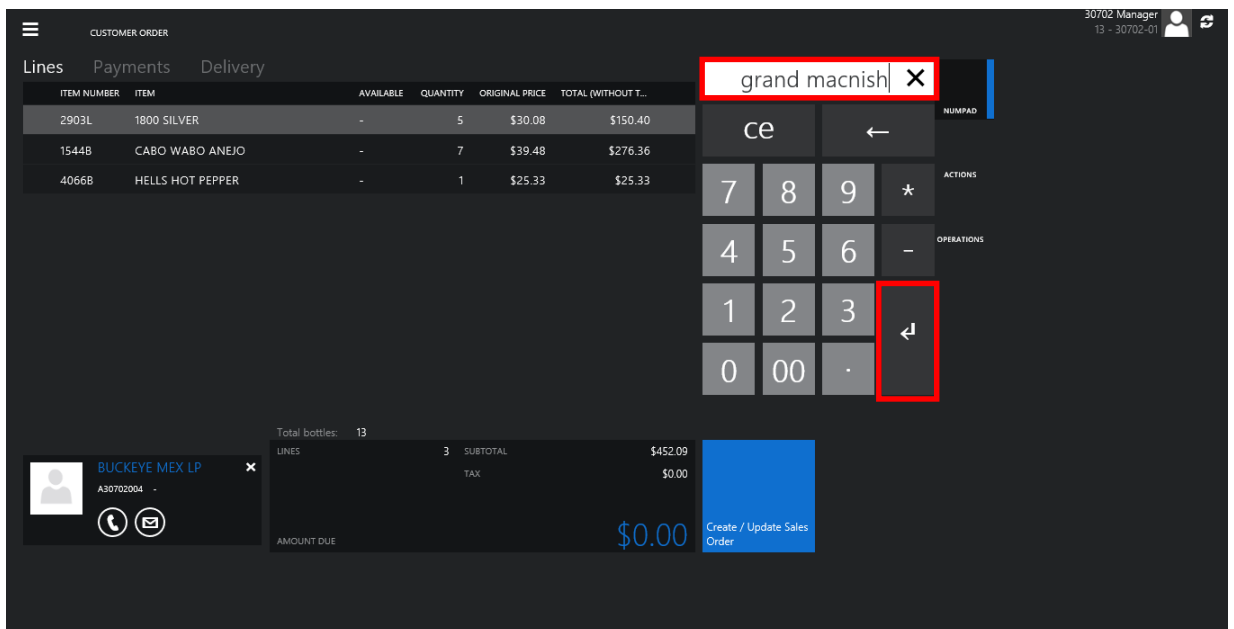 30702 Manager
13 - 30702-01
CUSTOMER ORDER
Lines Payments Delivery
ITEM NUMBER ITEM AVAILABLE QUANTITY ORIGINAL PRICE TOTAL (WITHOUT T...
2903L 1800 SILVER - 5 $30.08 $150.40
1544B CABO WABO ANEJO - 7 $39.48 $276.36
4066B HELLS HOT PEPPER - 1 $25.33 $25.33
grand macnish
NUMPAD
ce
7 8 9 *
ACTIONS
4 5 6 -
OPERATIONS
1 2 3
0 00 .
Total bottles: 13
LINES 3 SUBTOTAL $452.09
TAX $0.00
AMOUNT DUE $0.00
BUCKEYE MEX LP
A30702004 -
Create / Update Sales
Order